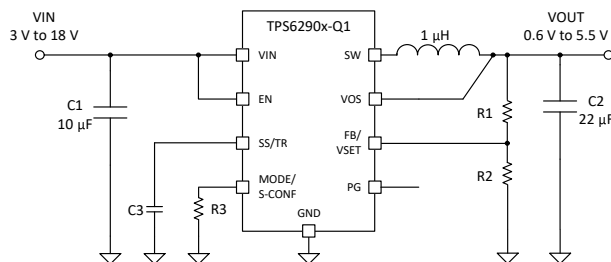 TPS6290x-Q1
VIN
3 V to 18 V
VOUT
0.6 V to 5.5 V
1 µH
VIN
SW
EN
VOS
C1
10 µF
C2
22 µF
R1
SS/TR
FB/
VSET
MODE/
S-CONF
PG
R2
C3
R3
GND